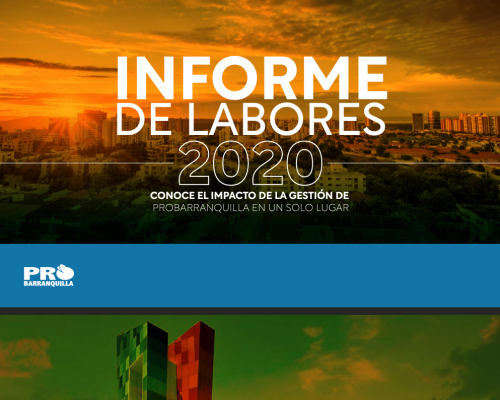 INFORME
DE LABORES
2020
CONOCE EL IMPACTO DE LA GESTIÓN DE
PROBARRANQUILLA EN UN SOLO LUGAR
PRO
BARRANQUILLA